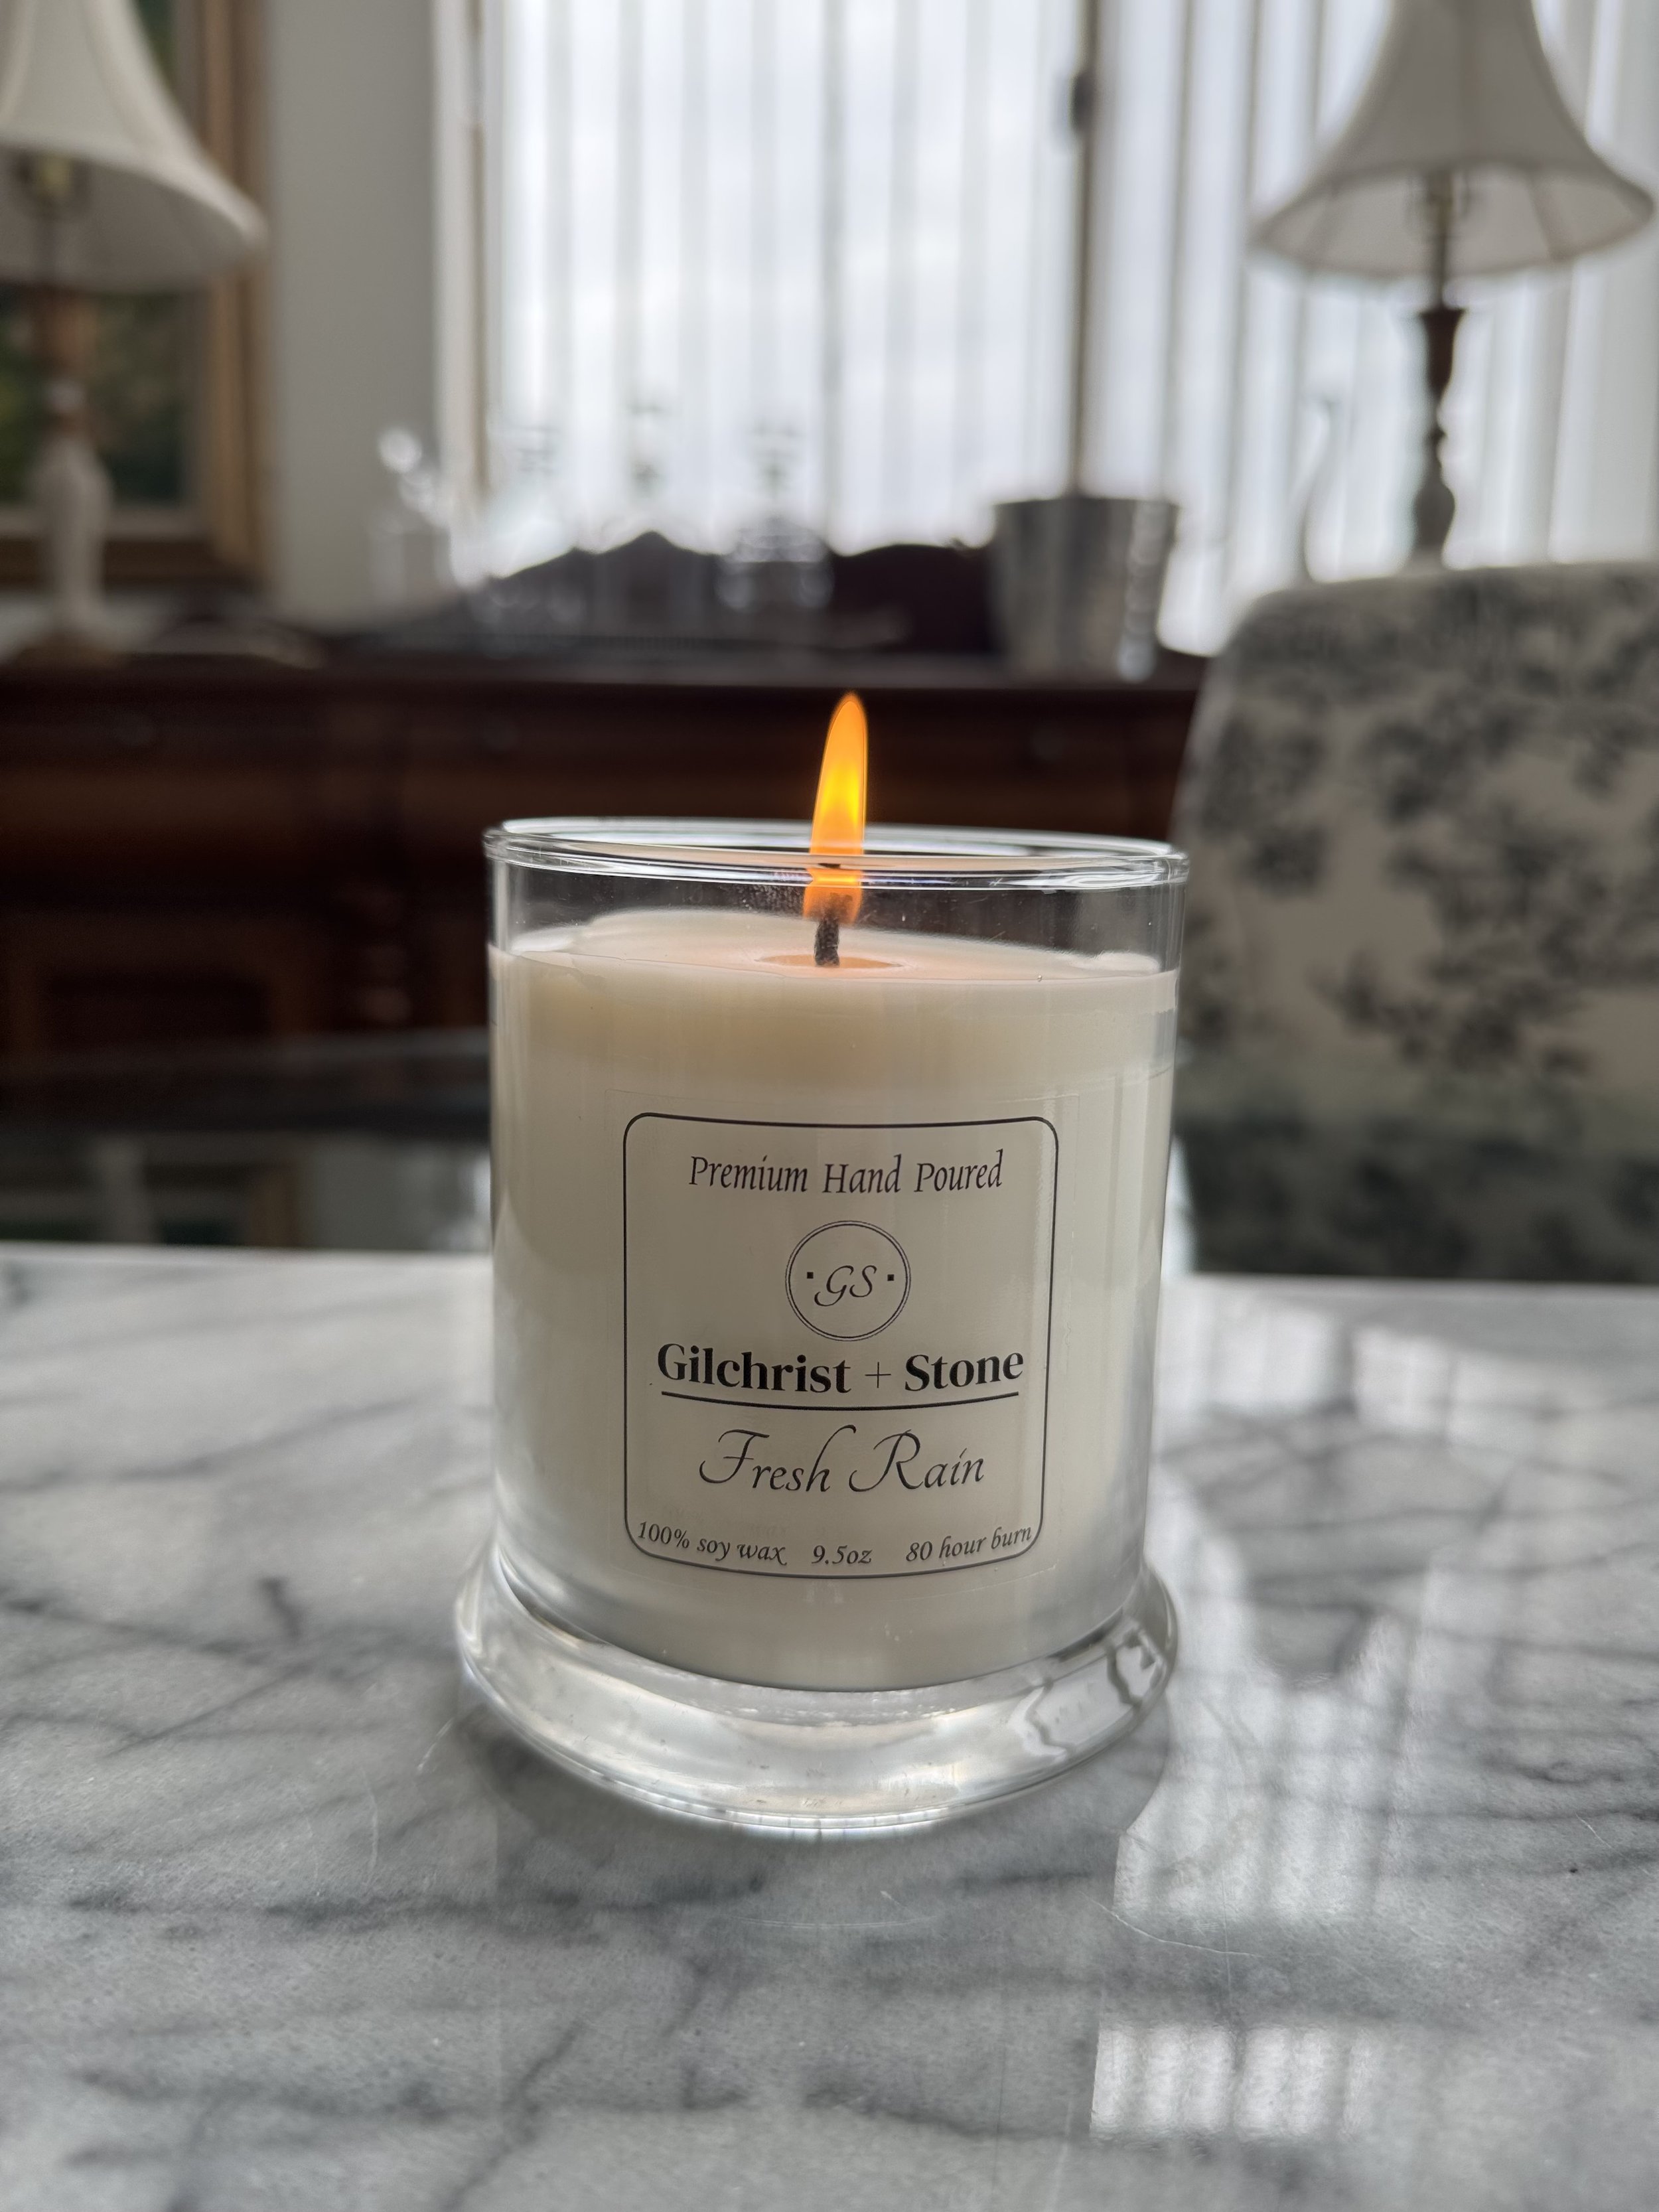 Premium Hand Poured
· GS ·
Gilchrist + Stone
Fresh Rain
100% soy wax 9.5oz 80 hour burn